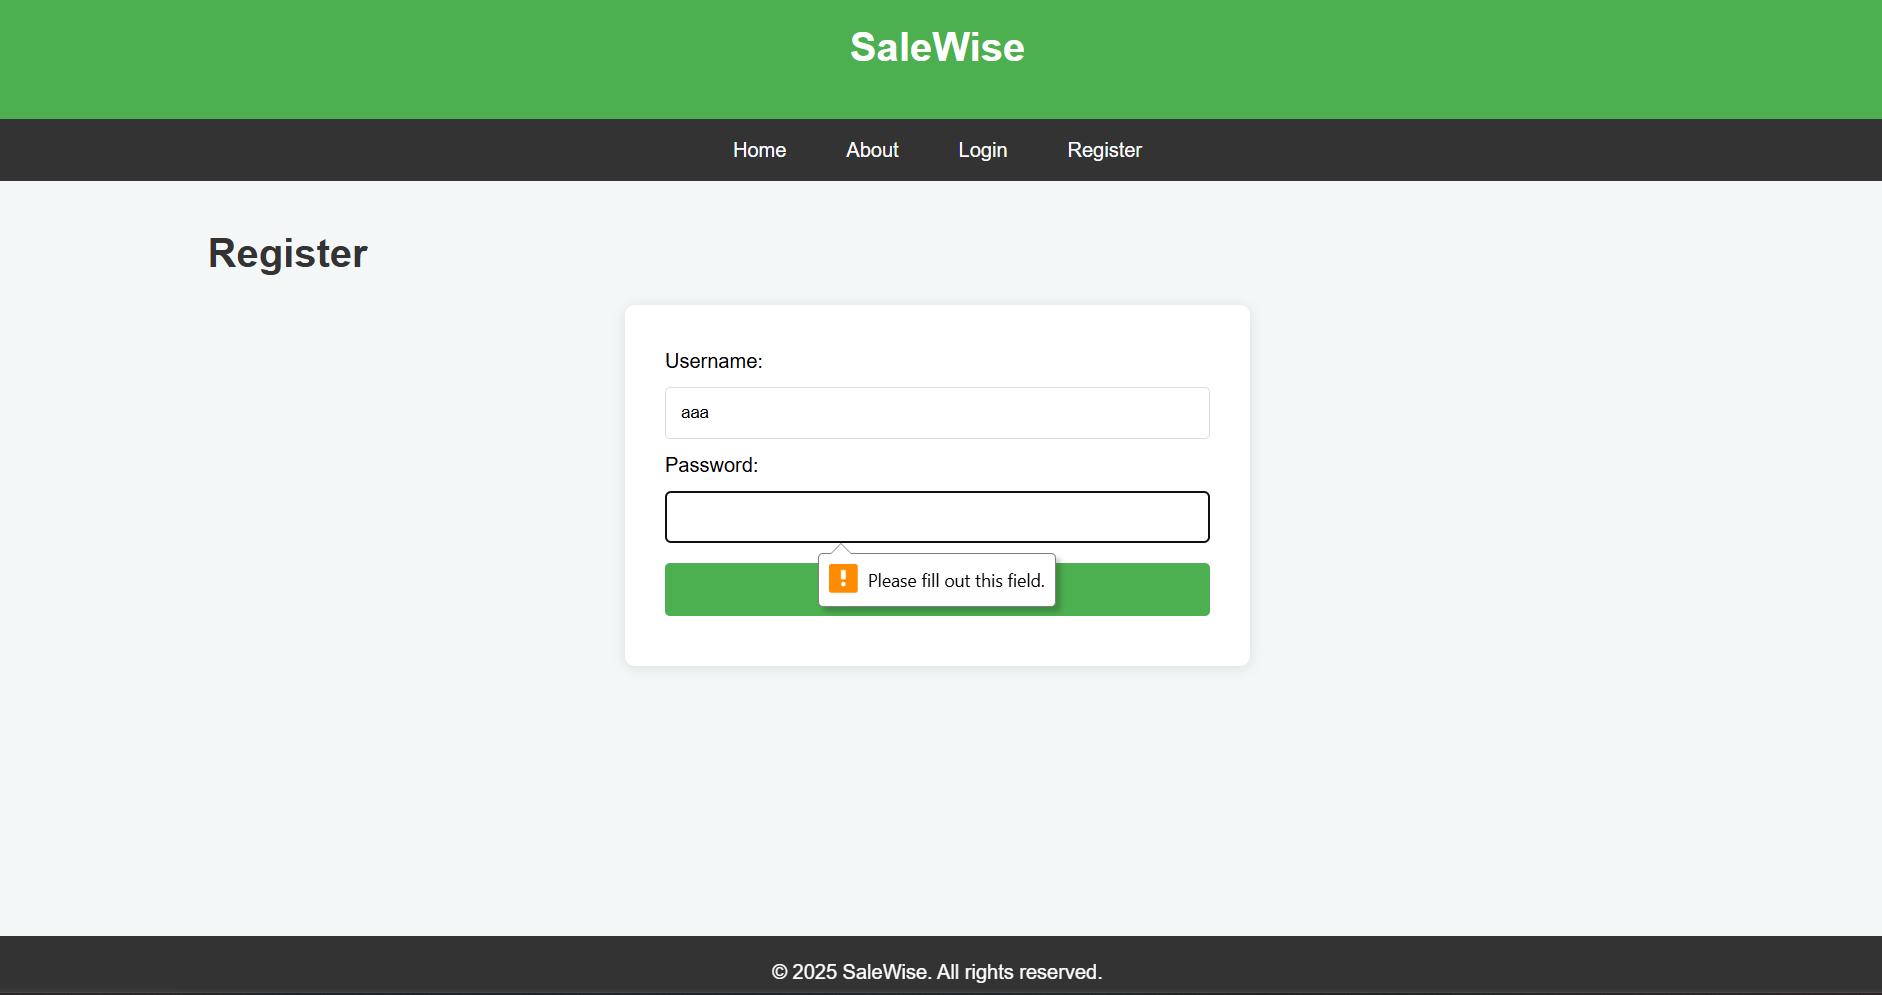 SaleWise
Home About Login Register
Register
Username:
aaa
Password:
Please fill out this field.
© 2025 SaleWise. All rights reserved.